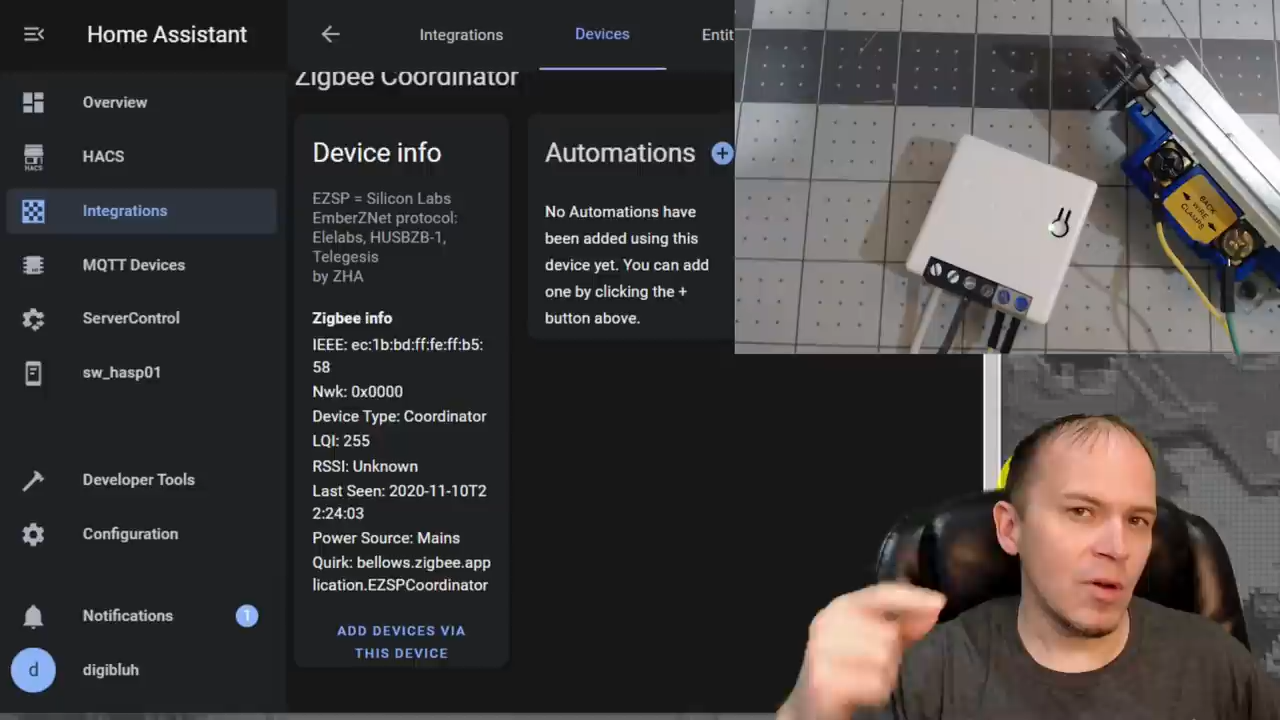 Home Assistant
Overview
HACS
HACS
Integrations
MQTT Devices
ServerControl
sw_hasp01
Developer Tools
Configuration
Notifications
1
d
digibluh
Integrations
Devices
Entit
Zigbee Coordinator
Device info
EZSP = Silicon Labs
EmberZNet protocol:
Elelabs, HUSBZB-1,
Telegesis
by ZHA
Zigbee info
IEEE: ec:1b:bd:ff:fe:ff:b5:
58
Nwk: 0x0000
Device Type: Coordinator
LQI: 255
RSSI: Unknown
Last Seen: 2020-11-10T2
2:24:03
Power Source: Mains
Quirk: bellows.zigbee.app
lication.EZSPCoordinator
ADD DEVICES VIA
THIS DEVICE
Automations
No Automations have
been added using this
device yet. You can add
one by clicking the +
button above.
BACK
WIRE
CLAMPS